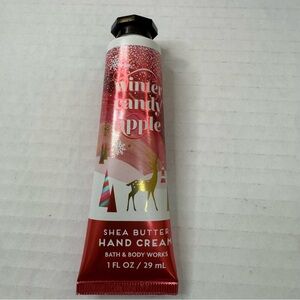 winter
candy
apple
SHEA BUTTER
HAND CREAM
BATH & BODY WORKS
1 FL OZ / 29 mL